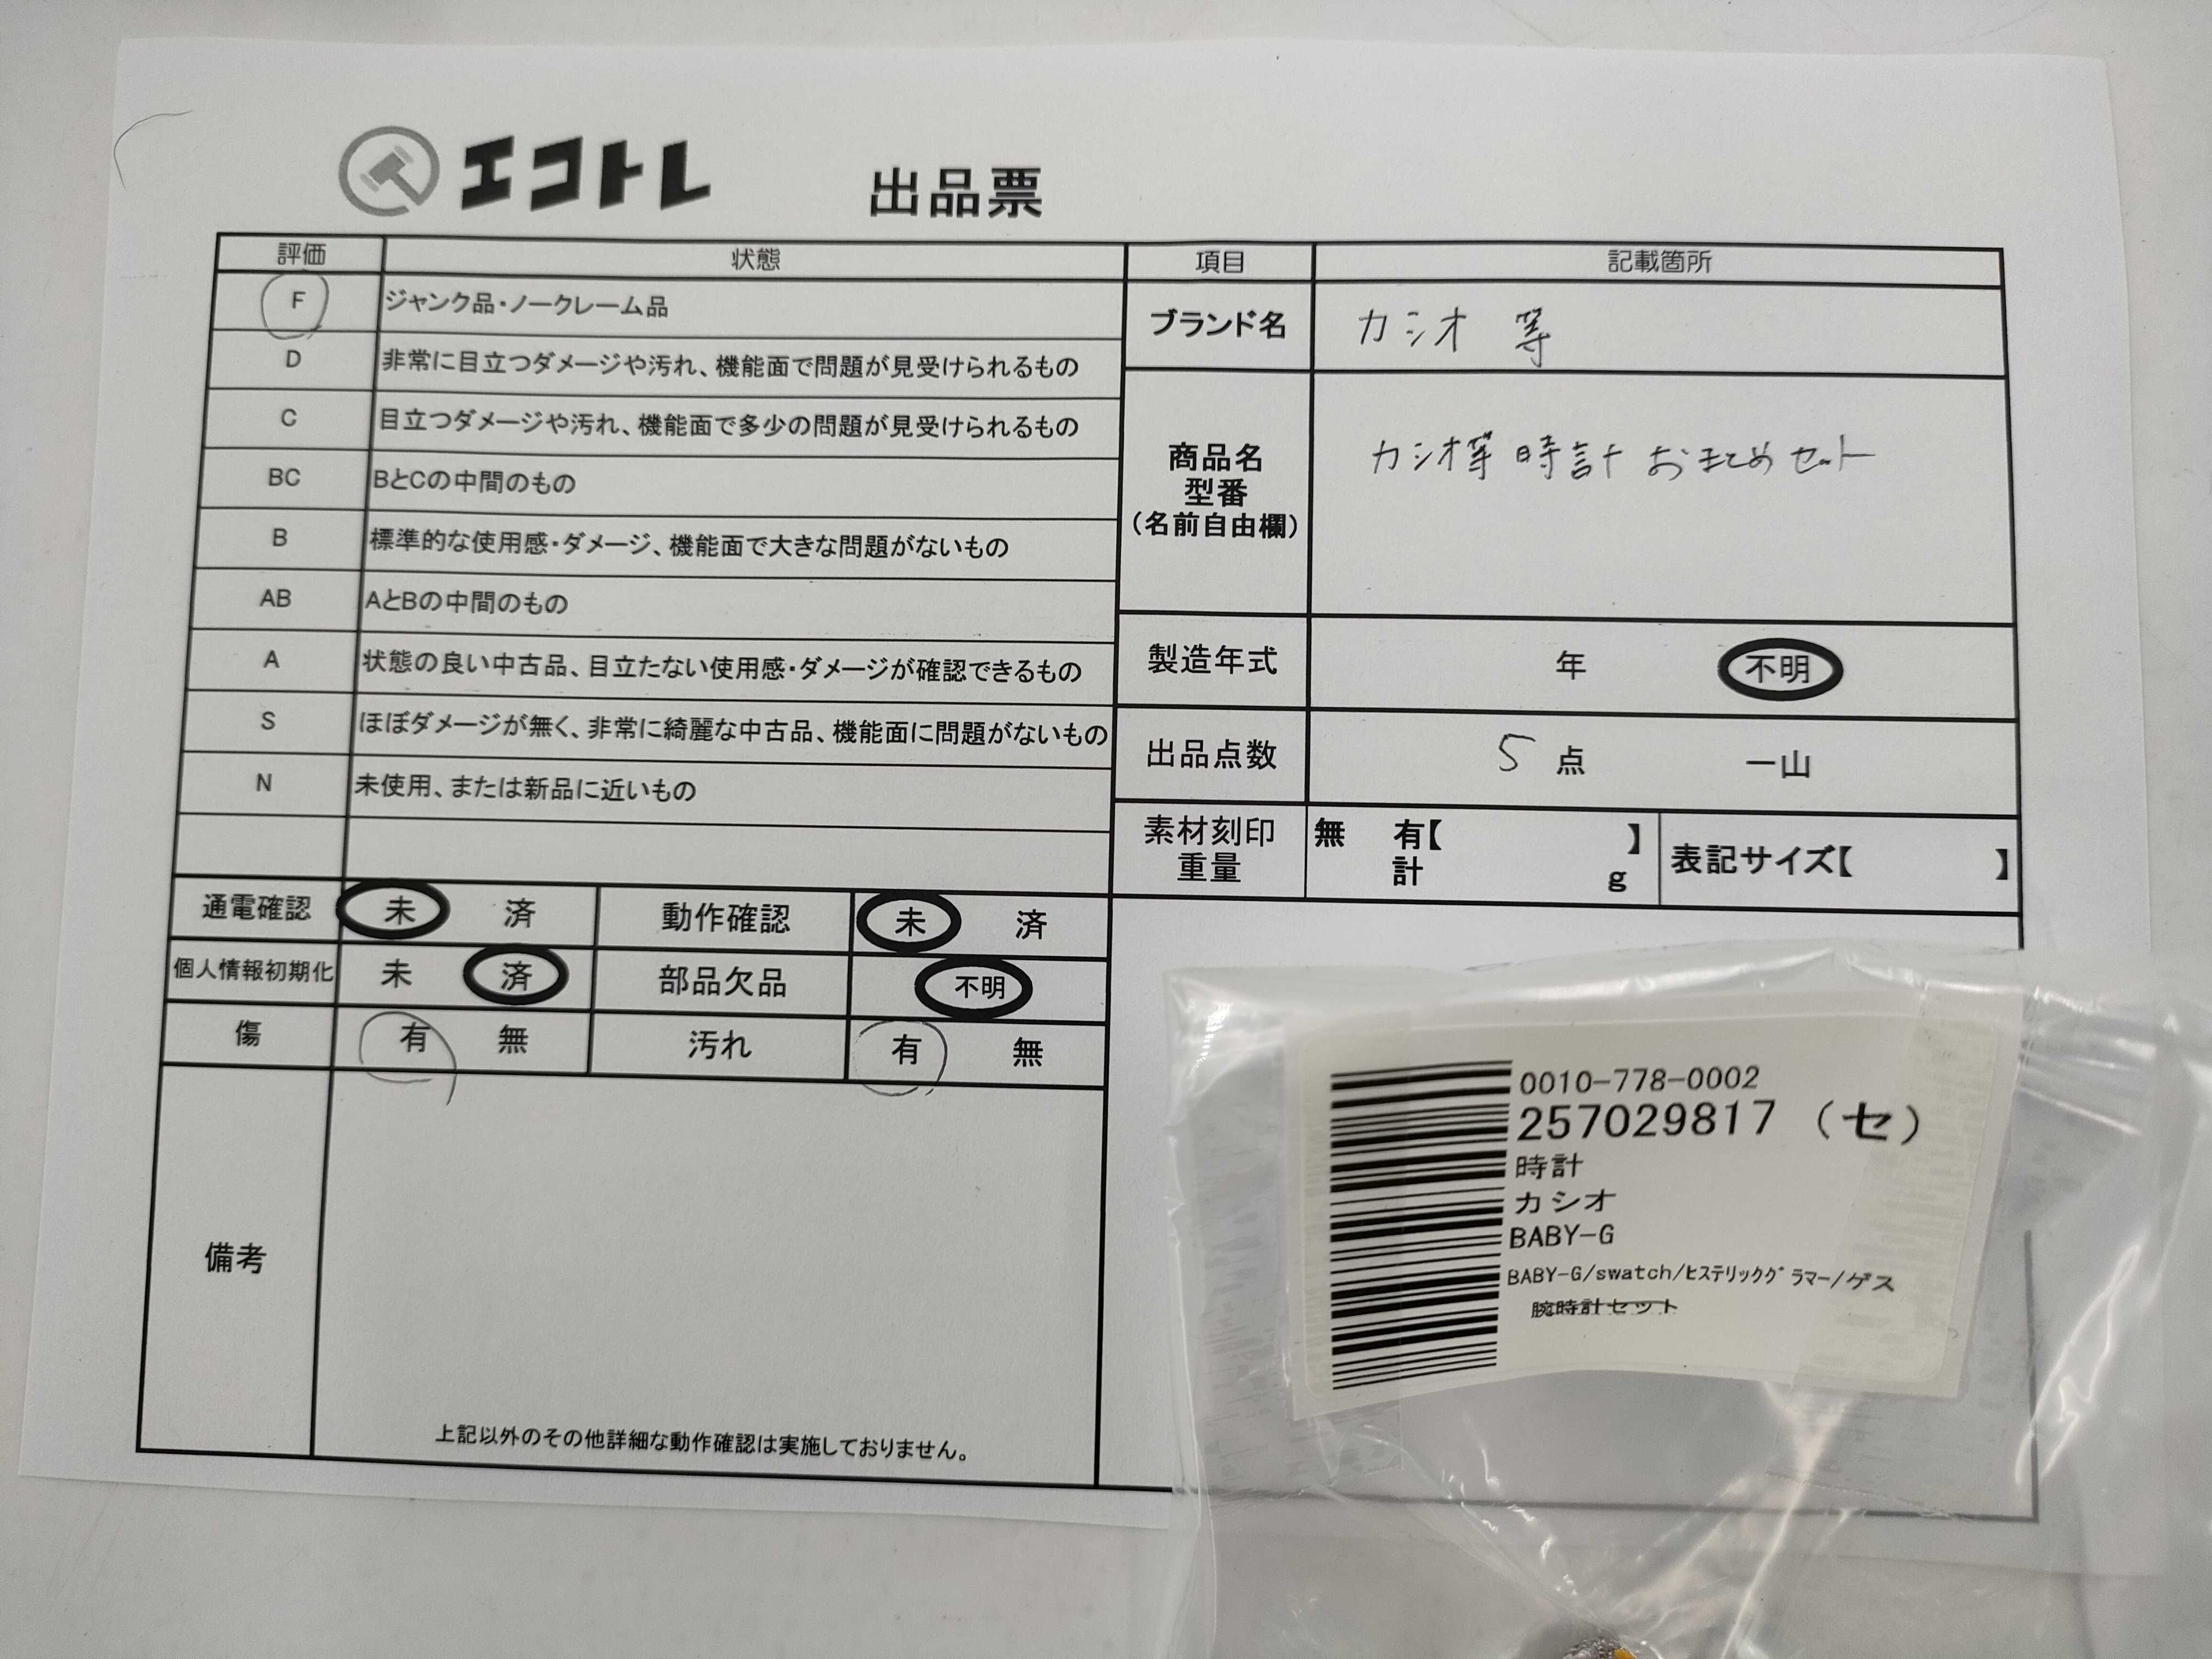 エコトレ 出品票
評価 状態 項目 記載箇所
F ジャンク品・ノークレーム品
D 非常に目立つダメージや汚れ、機能面で問題が見受けられるもの
C 目立つダメージや汚れ、機能面で多少の問題が見受けられるもの
BC BとCの中間のもの
B 標準的な使用感・ダメージ、機能面で大きな問題がないもの
AB AとBの中間のもの
A 状態の良い中古品、目立たない使用感・ダメージが確認できるもの
S ほぼダメージが無く、非常に綺麗な中古品、機能面に問題がないもの
N 未使用、または新品に近いもの
ブランド名 カシオ 等
商品名
型番
(名前自由欄)
カシオ等 時計 おまとめセット
製造年式 年 不明
出品点数 5 点 一山
素材刻印
重量
無 有【 】
計 g
表記サイズ【 】
通電確認 未 済 動作確認 未 済
個人情報初期化 未 済 部品欠品 不明
傷 有 無 汚れ 有 無
備考
上記以外のその他詳細な動作確認は実施しておりません。
0010-778-0002
257029817 (セ)
時計
カシオ
BABY-G
BABY-G/swatch/ﾋｽﾃﾘｯｸｸﾞラマー/ゲス
腕時計セット